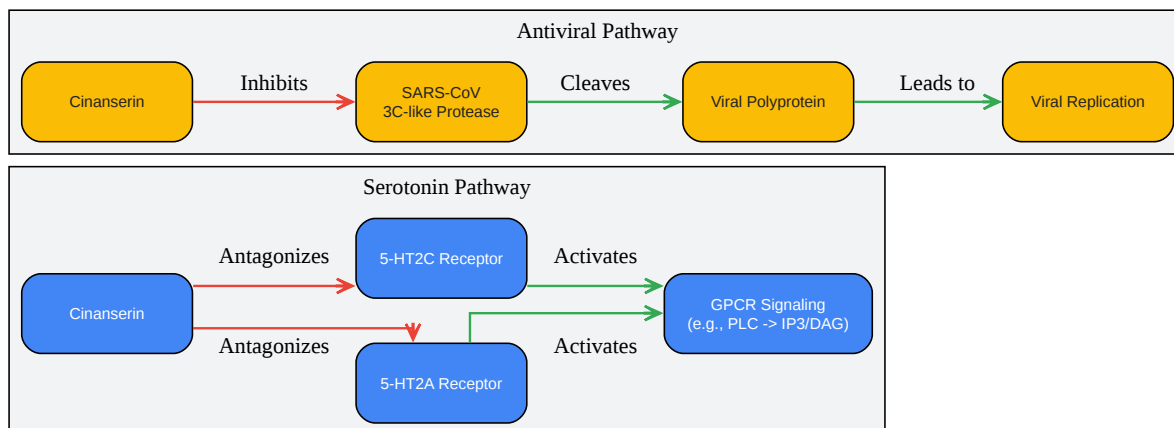 Antiviral Pathway
Cinanserin
Inhibits
SARS-CoV
3C-like Protease
Cleaves
Viral Polyprotein
Leads to
Viral Replication
Serotonin Pathway
Cinanserin
Antagonizes
5-HT2C Receptor
Activates
GPCR Signaling
(e.g., PLC -> IP3/DAG)
Antagonizes
5-HT2A Receptor
Activates